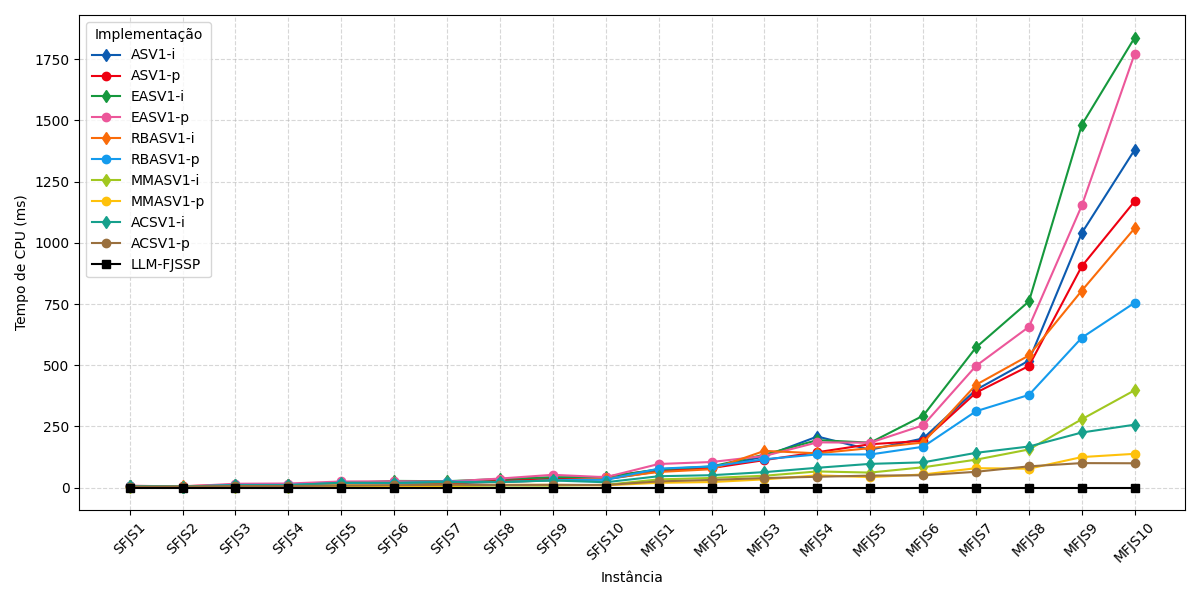 Implementação
ASV1-i
ASV1-p
EASV1-i
EASV1-p
RBASV1-i
RBASV1-p
MMASV1-i
MMASV1-p
ACSV1-i
ACSV1-p
LLM-FJSSP
Tempo de CPU (ms)
1750
1500
1250
1000
750
500
250
0
SFJS1
SFJS2
SFJS3
SFJS4
SFJS5
SFJS6
SFJS7
SFJS8
SFJS9
SFJS10
MFJS1
MFJS2
MFJS3
MFJS4
MFJS5
MFJS6
MFJS7
MFJS8
MFJS9
MFJS10
Instância